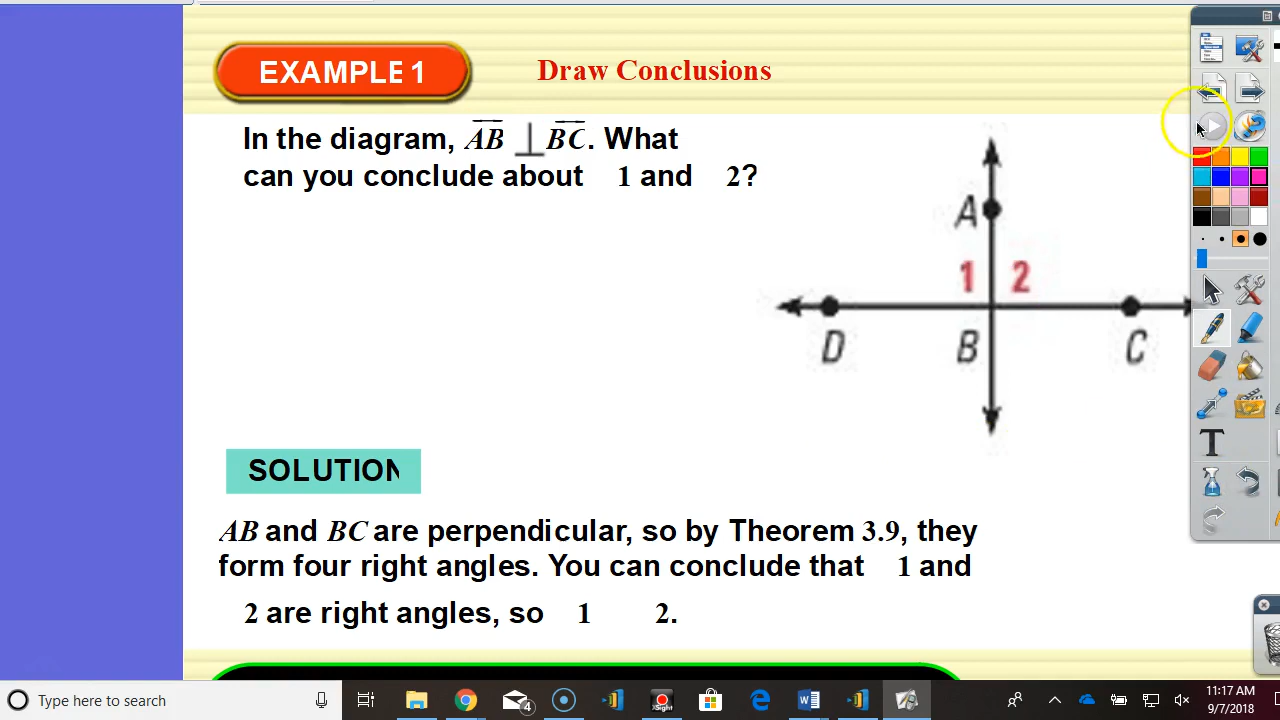 EXAMPLE 1
Draw Conclusions
In the diagram, AB ⊥ BC. What
can you conclude about 1 and 2?
A
1 2
D B C
SOLUTION
AB and BC are perpendicular, so by Theorem 3.9, they
form four right angles. You can conclude that 1 and
2 are right angles, so 1 2.
T
Type here to search
4
11:17 AM
9/7/2018